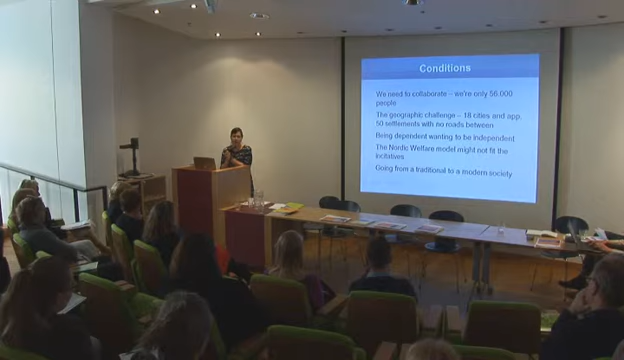 Conditions
We need to collaborate – we're only 56.000
people
The geographic challenge – 18 cities and app.
50 settlements with no roads between
Being dependent wanting to be independent
The Nordic Welfare model might not fit the
incitatives
Going from a traditional to a modern society